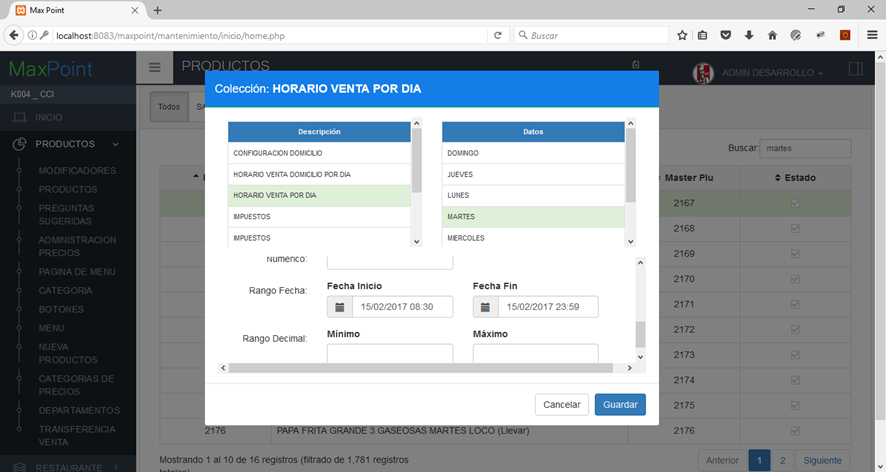 Max Point
localhost:8083/maxpoint/mantenimiento/inicio/home.php
Buscar
MaxPoint
PRODUCTOS
ADMIN DESARROLLO
K004 _ CCI
INICIO
PRODUCTOS
MODIFICADORES
PRODUCTOS
PREGUNTAS
SUGERIDAS
ADMINISTRACION
PRECIOS
PAGINA DE MENU
CATEGORIA
BOTONES
MENU
NUEVA
PRODUCTOS
CATEGORIAS DE
PRECIOS
DEPARTAMENTOS
TRANSFERENCIA
VENTA
RESTAURANTE
Todos
Colección: HORARIO VENTA POR DIA
Descripción
CONFIGURACION DOMICILIO
HORARIO VENTA DOMICILIO POR DIA
HORARIO VENTA POR DIA
IMPUESTOS
IMPUESTOS
Datos
DOMINGO
JUEVES
LUNES
MARTES
MIERCOLES
Numerico:
Rango Fecha:
Fecha Inicio
Fecha Fin
15/02/2017 08:30
15/02/2017 23:59
Rango Decimal:
Mínimo
Máximo
Cancelar
Guardar
Buscar: martes
Master Plu
Estado
2167
2168
2169
2170
2171
2172
2173
2174
2175
2176 PAPA FRITA GRANDE 3 GASEOSAS MARTES LOCO (Llevar) 2176
Mostrando 1 al 10 de 16 registros (filtrado de 1,781 registros
Anterior 1 2 Siguiente